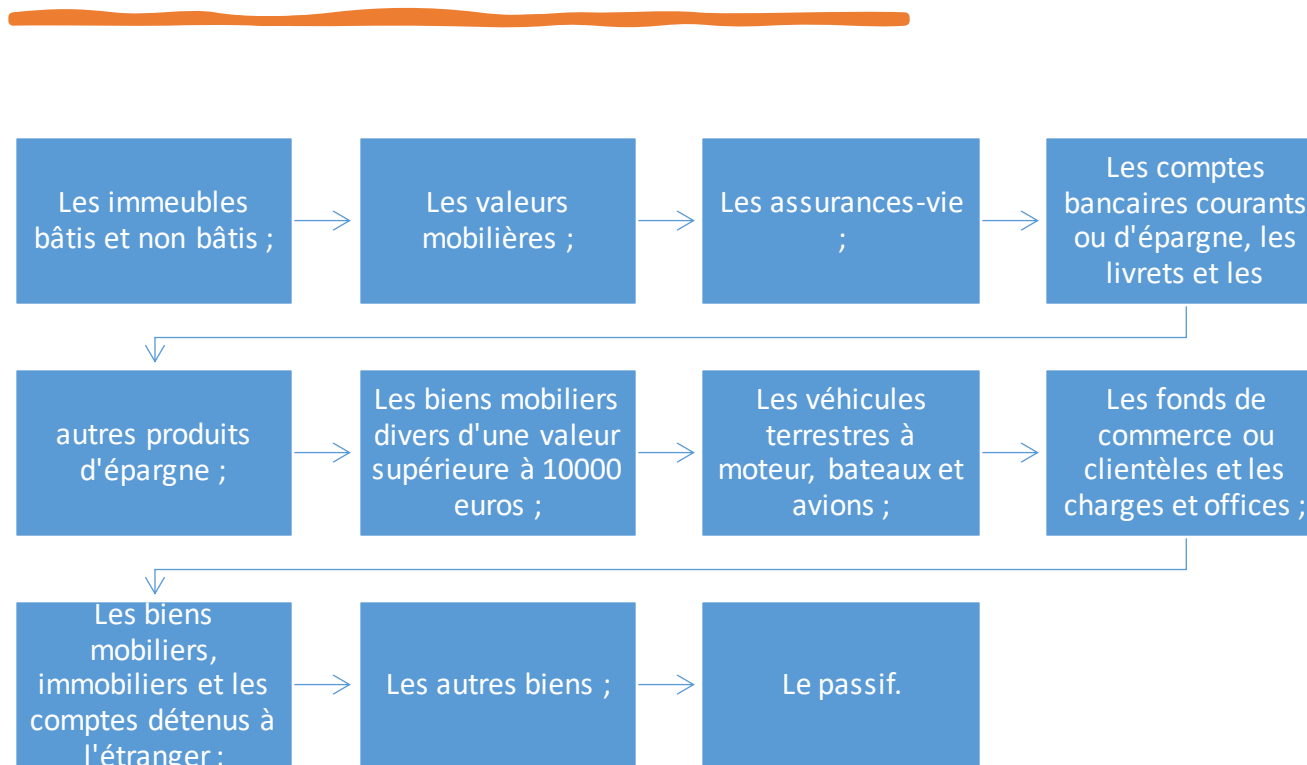 Les immeubles
bâtis et non bâtis ;
Les valeurs
mobilières ;
Les assurances-vie
;
Les comptes
bancaires courants
ou d'épargne, les
livrets et les
autres produits
d'épargne ;
Les biens mobiliers
divers d'une valeur
supérieure à 10000
euros ;
Les véhicules
terrestres à
moteur, bateaux et
avions ;
Les fonds de
commerce ou
clientèles et les
charges et offices ;
Les biens
mobiliers,
immobiliers et les
comptes détenus à
l'étranger ;
Les autres biens ;
Le passif.